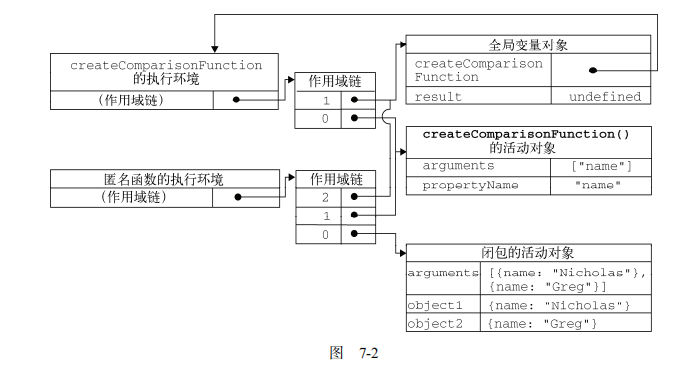 createComparisonFunction
的执行环境
(作用域链)
作用域链
1
0
全局变量对象
createComparison
Function
result undefined
createComparisonFunction()
的活动对象
arguments ["name"]
propertyName "name"
匿名函数的执行环境
(作用域链)
作用域链
2
1
0
闭包的活动对象
arguments [{name: "Nicholas"},
{name: "Greg"}]
object1 {name: "Nicholas"}
object2 {name: "Greg"}
图 7-2